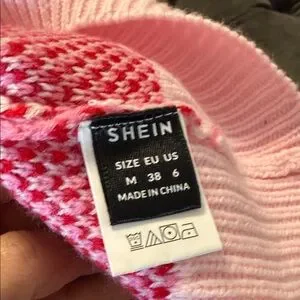 SHEIN
SIZE EU US
M 38 6
MADE IN CHINA